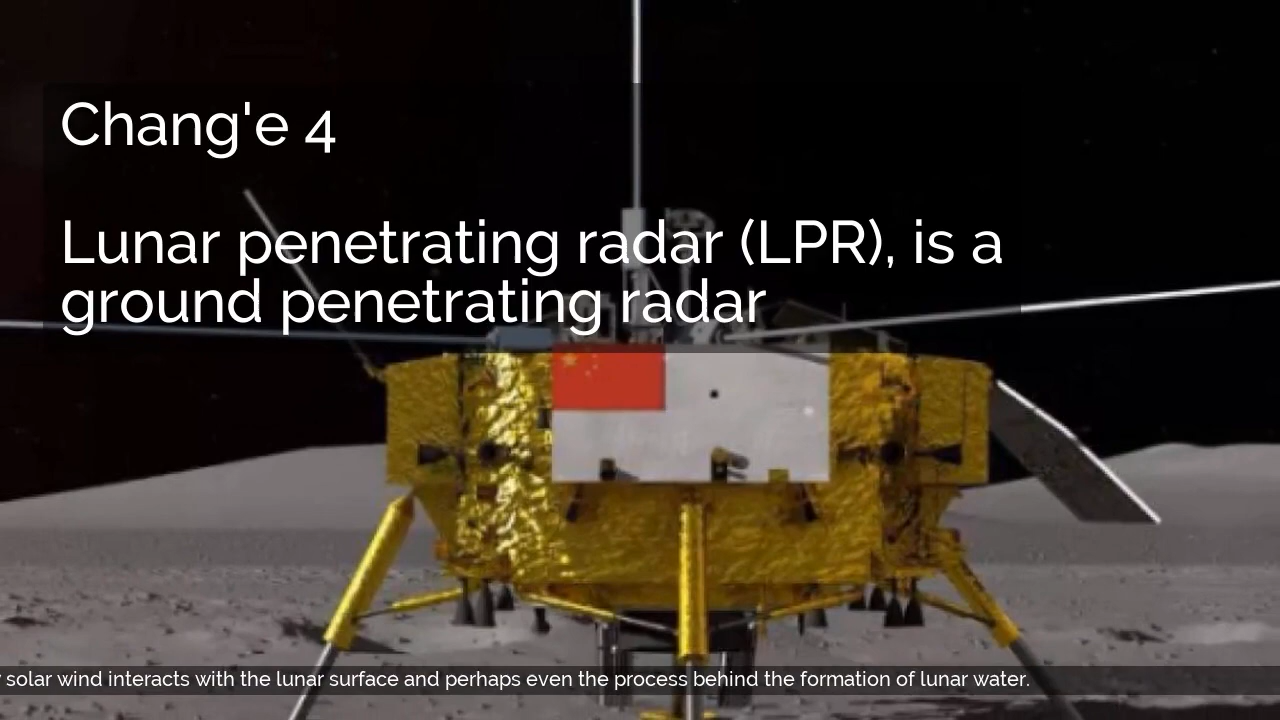 Chang'e 4
Lunar penetrating radar (LPR), is a
ground penetrating radar
solar wind interacts with the lunar surface and perhaps even the process behind the formation of lunar water.